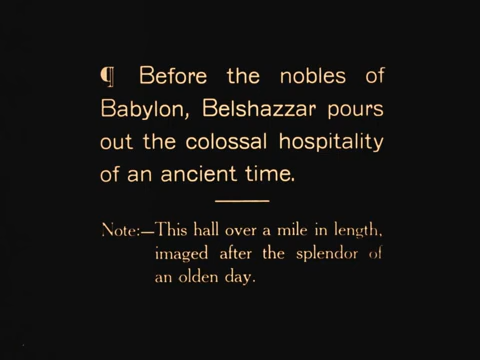 ¶ Before the nobles of
Babylon, Belshazzar pours
out the colossal hospitality
of an ancient time.
Note:—This hall over a mile in length,
imaged after the splendor of
an olden day.